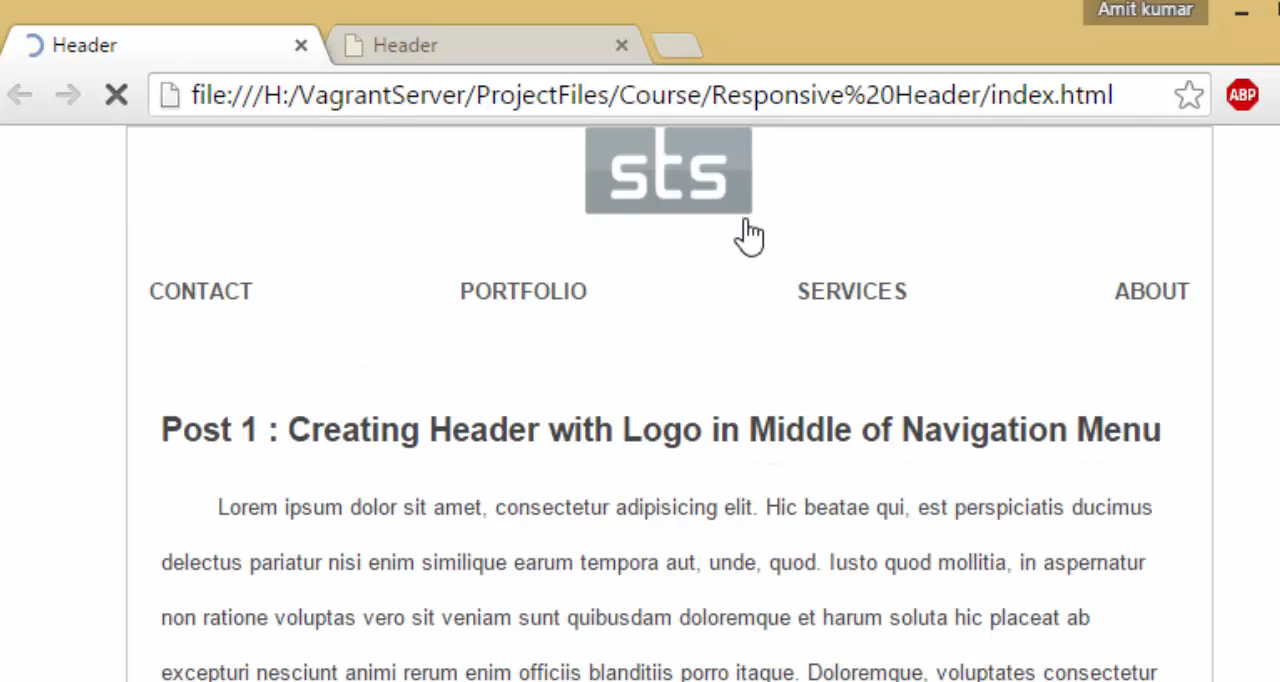 Amit kumar
Header
Header
file:///H:/VagrantServer/ProjectFiles/Course/Responsive%20Header/index.html
ABP
sts
CONTACT PORTFOLIO SERVICES ABOUT
Post 1 : Creating Header with Logo in Middle of Navigation Menu
Lorem ipsum dolor sit amet, consectetur adipisicing elit. Hic beatae qui, est perspiciatis ducimus
delectus pariatur nisi enim similique earum tempora aut, unde, quod. Iusto quod mollitia, in aspernatur
non ratione voluptas vero sit veniam sunt quibusdam doloremque et harum soluta hic placeat ab
excepturi nesciunt animi rerum enim officiis blanditiis porro itaque. Doloremque, voluptates consectetur